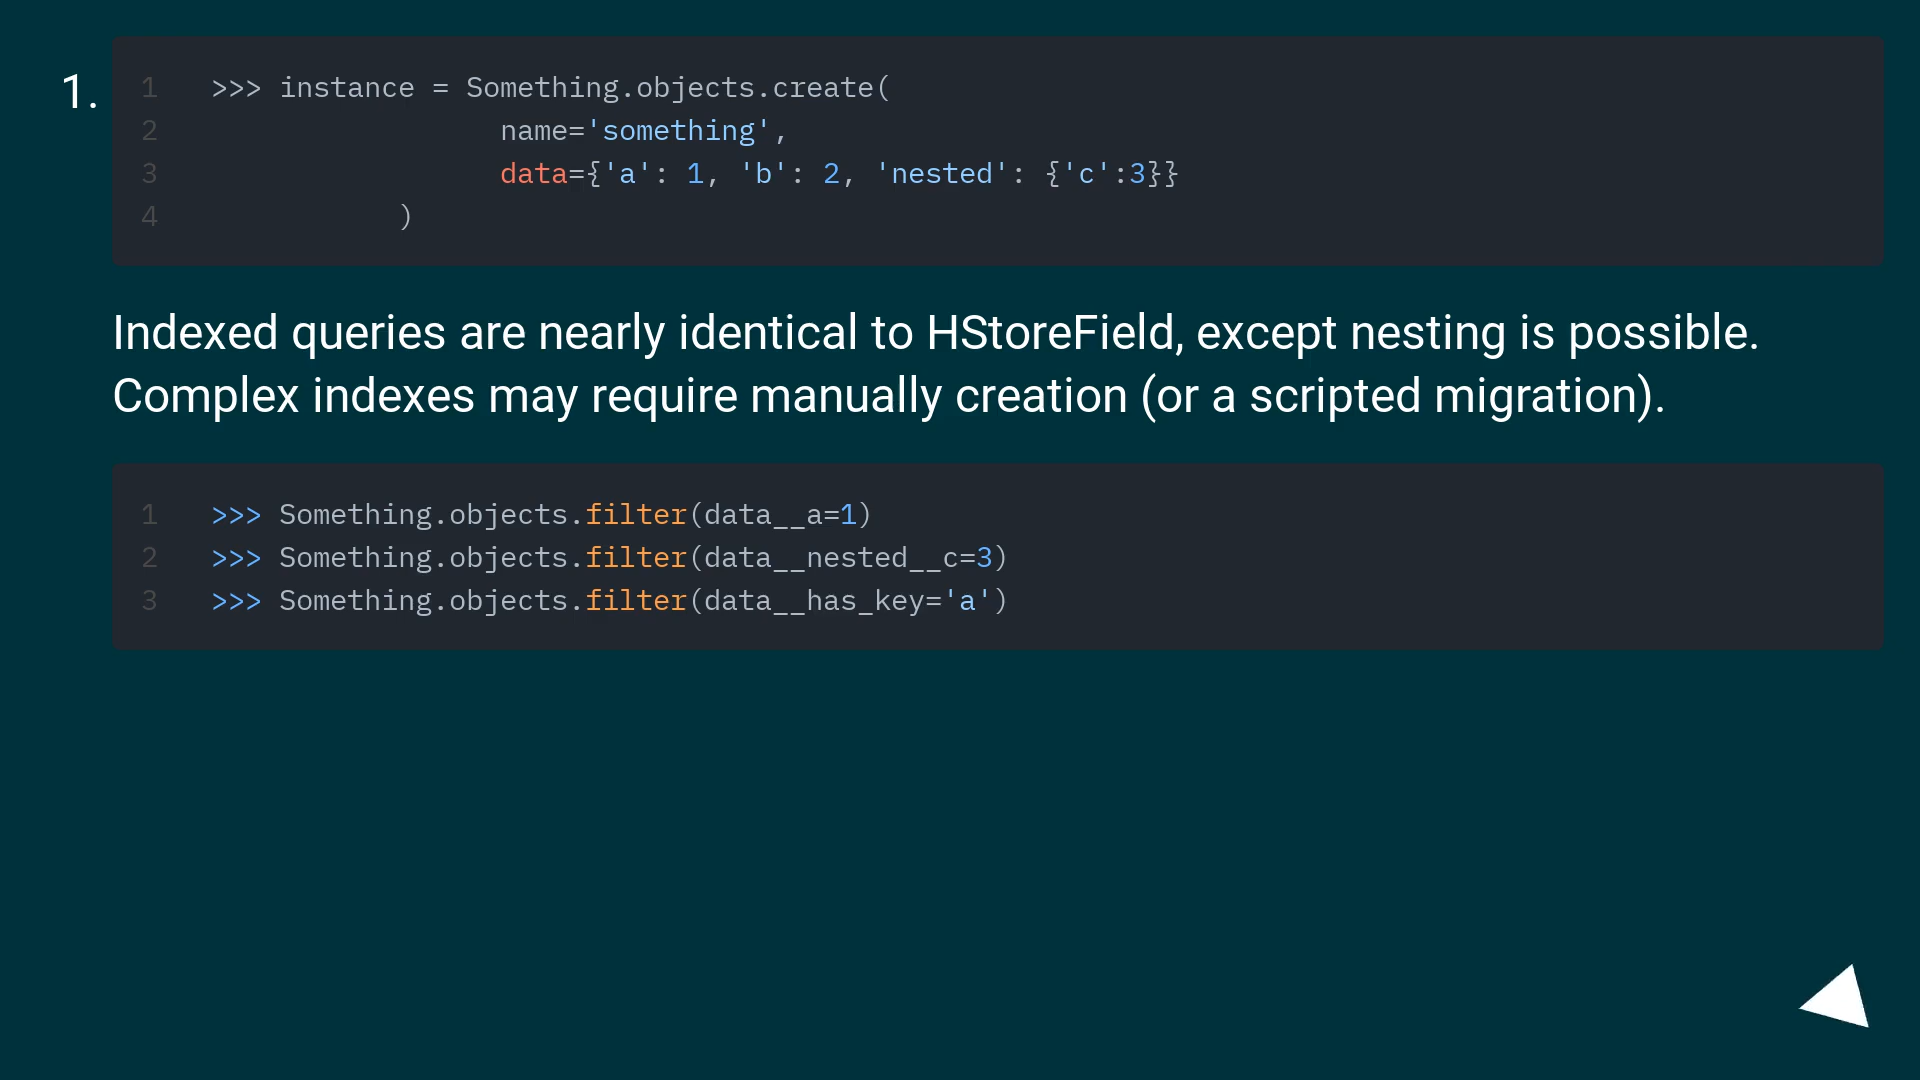 1.
1 >>> instance = Something.objects.create(
2 name='something',
3 data={'a': 1, 'b': 2, 'nested': {'c':3}}
4 )
Indexed queries are nearly identical to HStoreField, except nesting is possible.
Complex indexes may require manually creation (or a scripted migration).
1 >>> Something.objects.filter(data__a=1)
2 >>> Something.objects.filter(data__nested__c=3)
3 >>> Something.objects.filter(data__has_key='a')